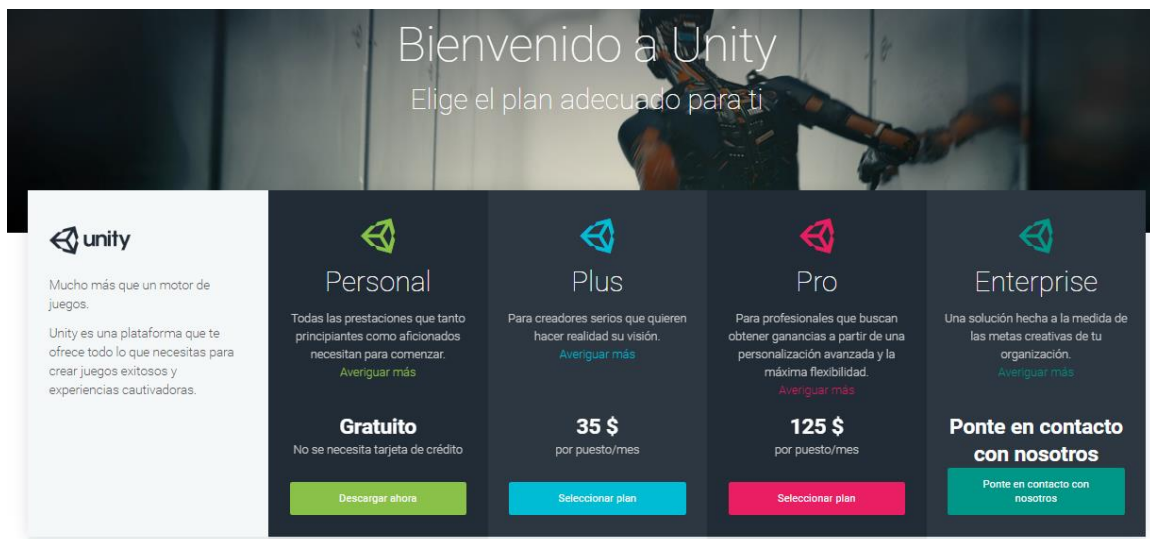 Bienvenido a Unity
Elige el plan adecuado para ti
unity
Mucho más que un motor de
juegos.
Unity es una plataforma que te
ofrece todo lo que necesitas para
crear juegos exitosos y
experiencias cautivadoras.
Personal
Todas las prestaciones que tanto
principiantes como aficionados
necesitan para comenzar.
Averiguar más
Gratuito
No se necesita tarjeta de crédito
Descargar ahora
Plus
Para creadores serios que quieren
hacer realidad su visión.
Averiguar más
35 $
por puesto/mes
Seleccionar plan
Pro
Para profesionales que buscan
obtener ganancias a partir de una
personalización avanzada y la
máxima flexibilidad.
Averiguar más
125 $
por puesto/mes
Seleccionar plan
Enterprise
Una solución hecha a la medida de
las metas creativas de tu
organización.
Averiguar más
Ponte en contacto
con nosotros
Ponte en contacto con
nosotros